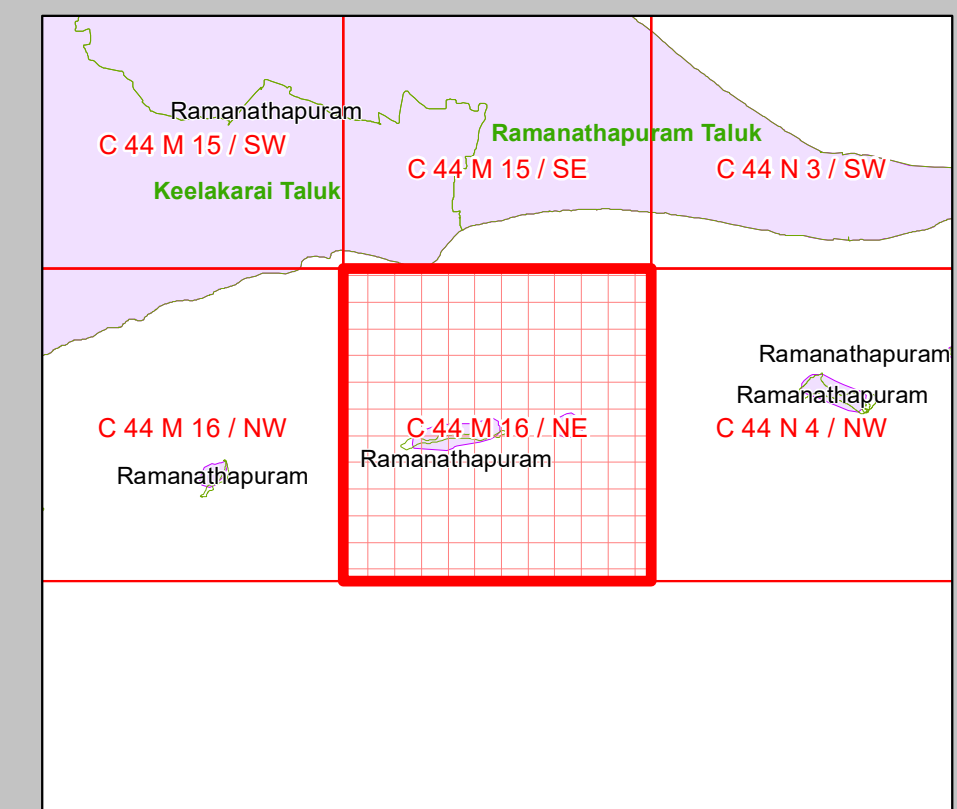 Ramanathapuram
Ramanathapuram Taluk
C 44 M 15 / SW
C 44 M 15 / SE
C 44 N 3 / SW
Keelakarai Taluk
Ramanathapuram
Ramanathapuram
C 44 M 16 / NW
C 44 M 16 / NE
C 44 N 4 / NW
Ramanathapuram
Ramanathapuram